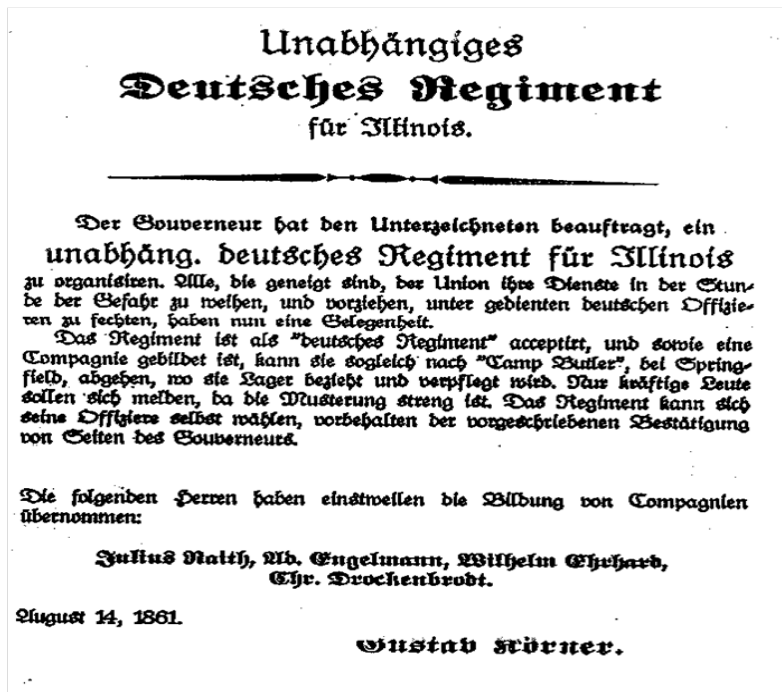 Unabhängiges
Deutsches Regiment
für Illinois.
Der Gouverneur hat den Unterzeichneten beauftragt, ein
unabhäng. deutsches Regiment für Illinois
zu organisiren. Alle, die geneigt sind, der Union ihre Dienste in der Stun-
de der Gefahr zu weihen, und vorziehen, unter gedienten deutschen Offizie-
ren zu fechten, haben nun eine Gelegenheit.
Das Regiment ist als "deutsches Regiment" acceptirt, und sowie eine
Compagnie gebildet ist, kann sie sogleich nach "Camp Butler", bei Spring-
field, abgehen, wo sie Lager bezieht und verpflegt wird. Nur kräftige Leute
sollen sich melden, da die Musterung streng ist. Das Regiment kann sich
seine Offiziere selbst wählen, vorbehalten der vorgeschriebenen Bestätigung
von Seiten des Gouverneurs.
Die folgenden Herren haben einstweilen die Bildung von Compagnien
übernommen:
Julius Raith, Ad. Engelmann, Wilhelm Ehrhard,
Chr. Drochenbrodt.
August 14, 1861.
Gustav Körner.